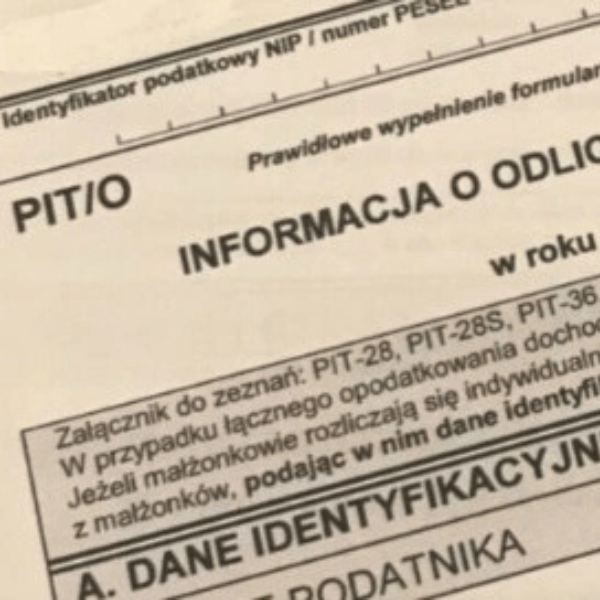 Identyfikator podatkowy NIP / numer PESEL
Prawidłowe wypełnienie formular
PIT/O
INFORMACJA O ODLIC
w roku
Załącznik do zeznań: PIT-28, PIT-28S, PIT-36
W przypadku łącznego opodatkowania docho
Jeżeli małżonkowie rozliczają się indywidualn
z małżonków, podając w nim dane identyfi
A. DANE IDENTYFIKACYJN
E PODATNIKA